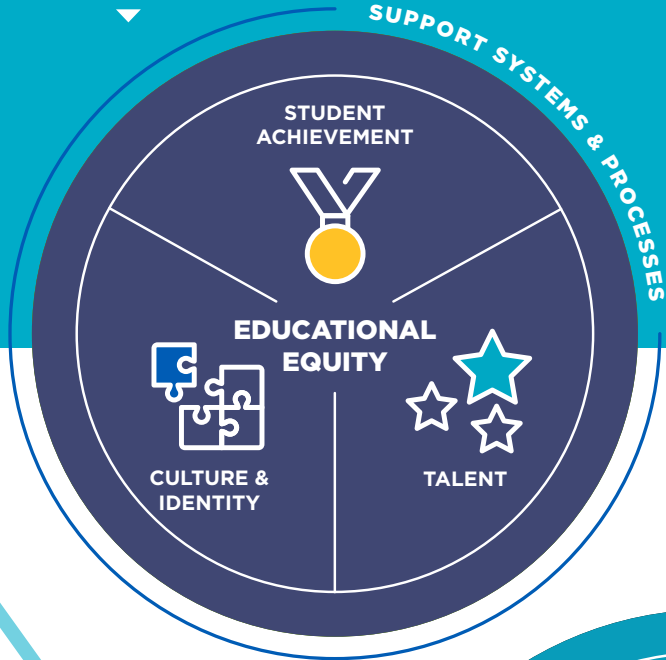 SUPPORT SYSTEMS & PROCESSES
STUDENT
ACHIEVEMENT
EDUCATIONAL
EQUITY
CULTURE &
IDENTITY
TALENT